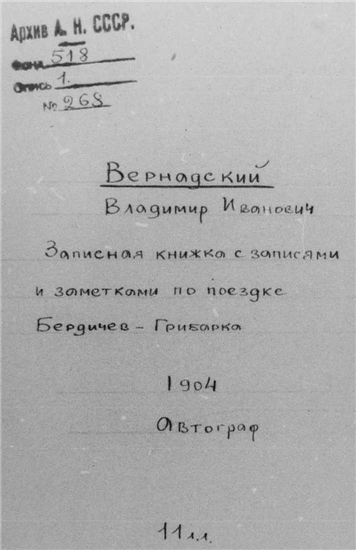 Архив А. Н. СССР.
Фонд 518
Опись 1.
№ 268
Вернадский
Владимир Иванович
Записная книжка с записями
и заметками по поездке
Бердичев – Грибарка
1904
Автограф
11 л.л.